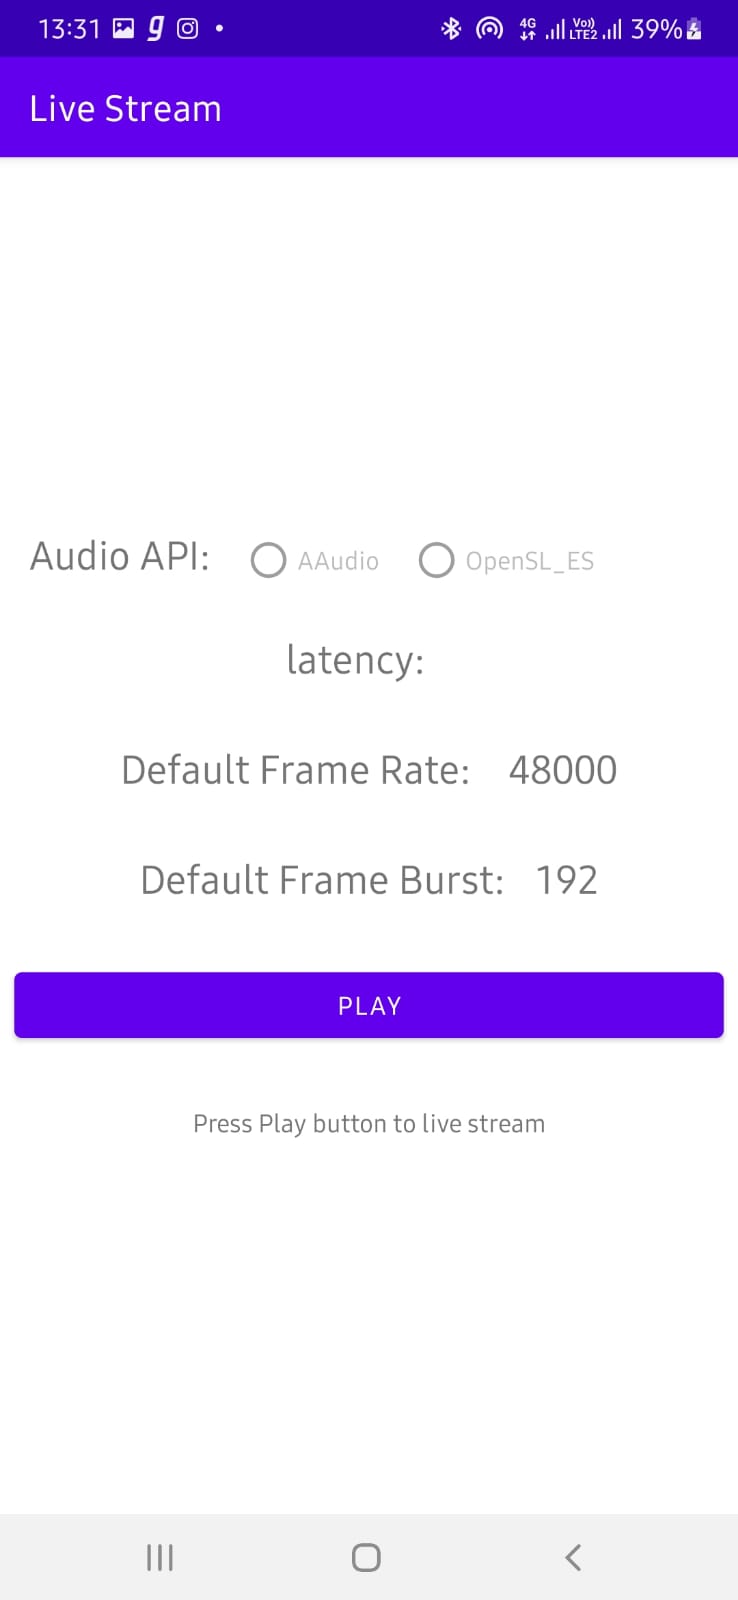 13:31 g 4G Vo)) LTE2 39%
Live Stream
Audio API: AAudio OpenSL_ES
latency:
Default Frame Rate: 48000
Default Frame Burst: 192
PLAY
Press Play button to live stream